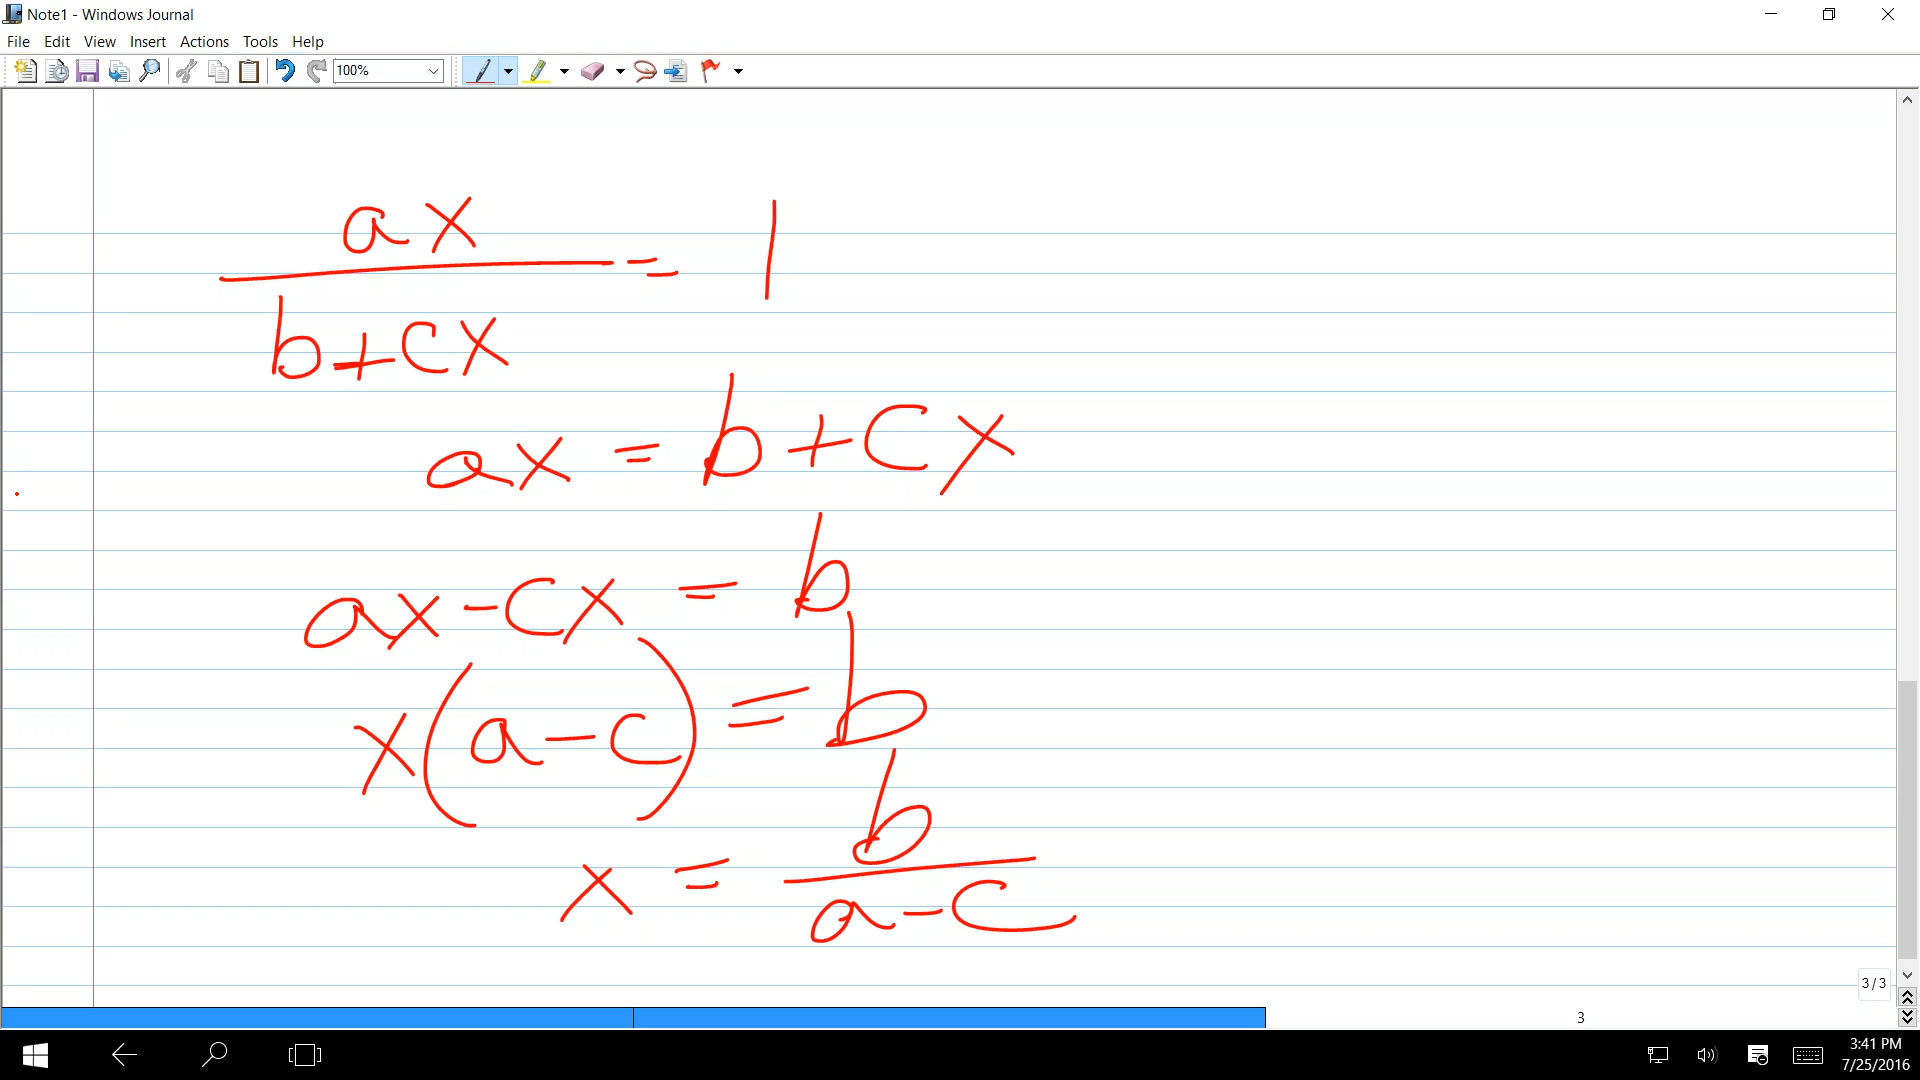 Note1 - Windows Journal
File Edit View Insert Actions Tools Help
100%
ax
= 1
b+cx
ax = b+cx
ax-cx = b
x(a-c) = b
b
x =
a-c
3/3
3
3:41 PM
7/25/2016